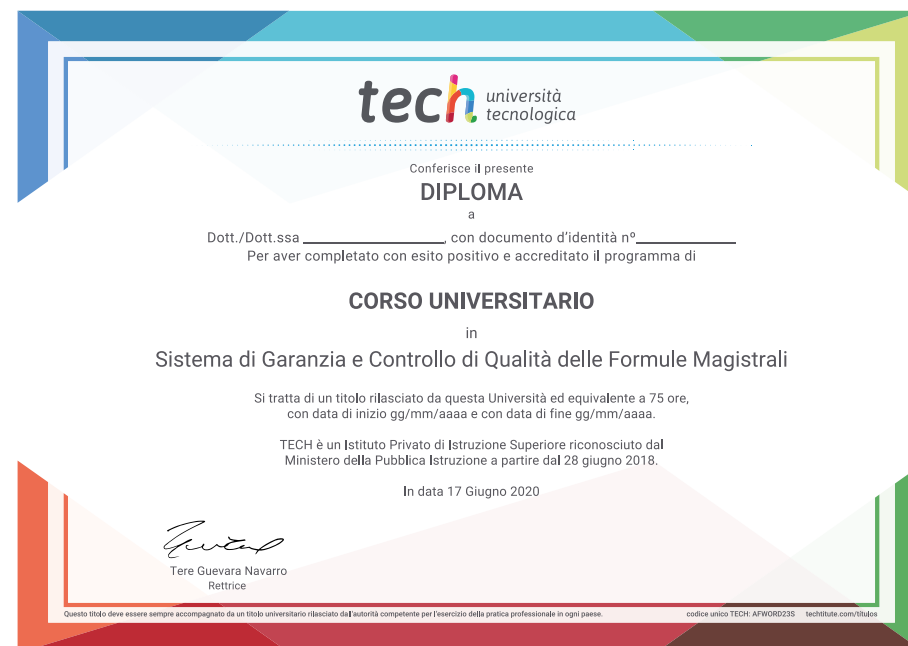 tech università
tecnologica
Conferisce il presente
DIPLOMA
a
Dott./Dott.ssa ____________________, con documento d'identità nº______________
Per aver completato con esito positivo e accreditato il programma di
CORSO UNIVERSITARIO
in
Sistema di Garanzia e Controllo di Qualità delle Formule Magistrali
Si tratta di un titolo rilasciato da questa Università ed equivalente a 75 ore,
con data di inizio gg/mm/aaaa e con data di fine gg/mm/aaaa.
TECH è un Istituto Privato di Istruzione Superiore riconosciuto dal
Ministero della Pubblica Istruzione a partire dal 28 giugno 2018.
In data 17 Giugno 2020
Tere Guevara Navarro
Rettrice
Questo titolo deve essere sempre accompagnato da un titolo universitario rilasciato dall'autorità competente per l'esercizio della pratica professionale in ogni paese. codice unico TECH: AFWORD23S techtitute.com/titulos